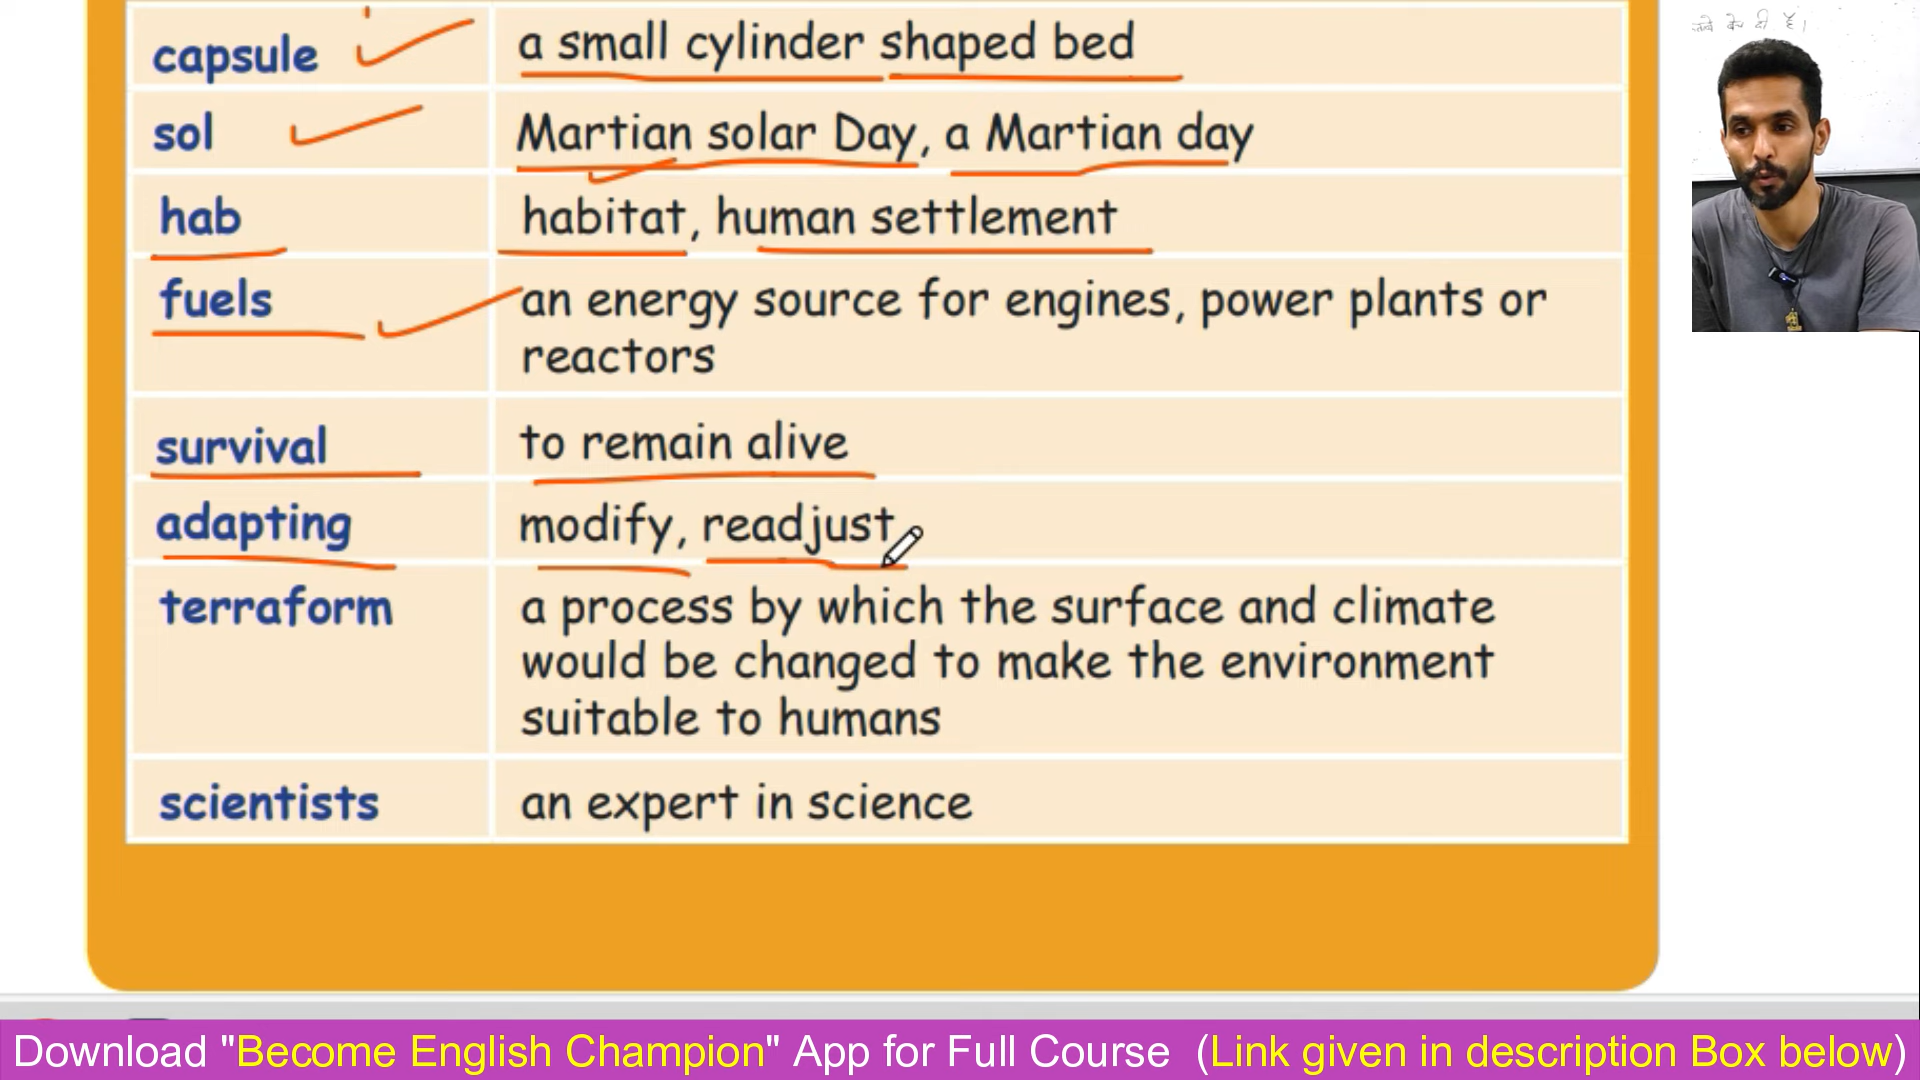 capsule a small cylinder shaped bed
sol Martian solar Day, a Martian day
hab habitat, human settlement
fuels an energy source for engines, power plants or
reactors
survival to remain alive
adapting modify, readjust
terraform a process by which the surface and climate
would be changed to make the environment
suitable to humans
scientists an expert in science
Download "Become English Champion" App for Full Course (Link given in description Box below)